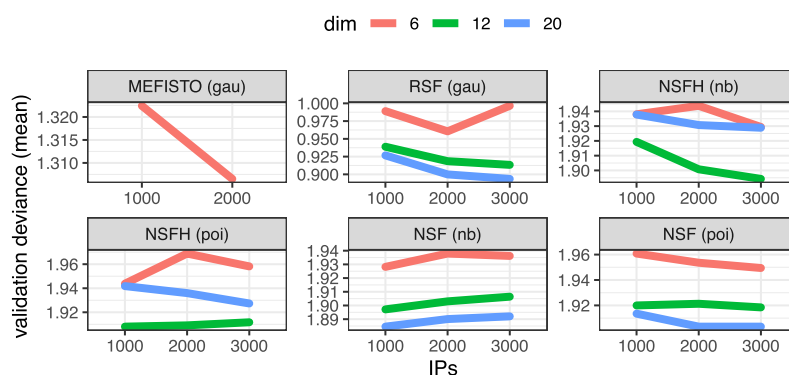 dim 6 12 20
MEFISTO (gau)
1.320
1.315
1.310
1000 2000
RSF (gau)
1.000
0.975
0.950
0.925
0.900
1000 2000 3000
NSFH (nb)
1.94
1.93
1.92
1.91
1.90
1000 2000 3000
NSFH (poi)
1.96
1.94
1.92
1000 2000 3000
NSF (nb)
1.94
1.93
1.92
1.91
1.90
1.89
1000 2000 3000
NSF (poi)
1.96
1.92
1000 2000 3000
validation deviance (mean)
IPs